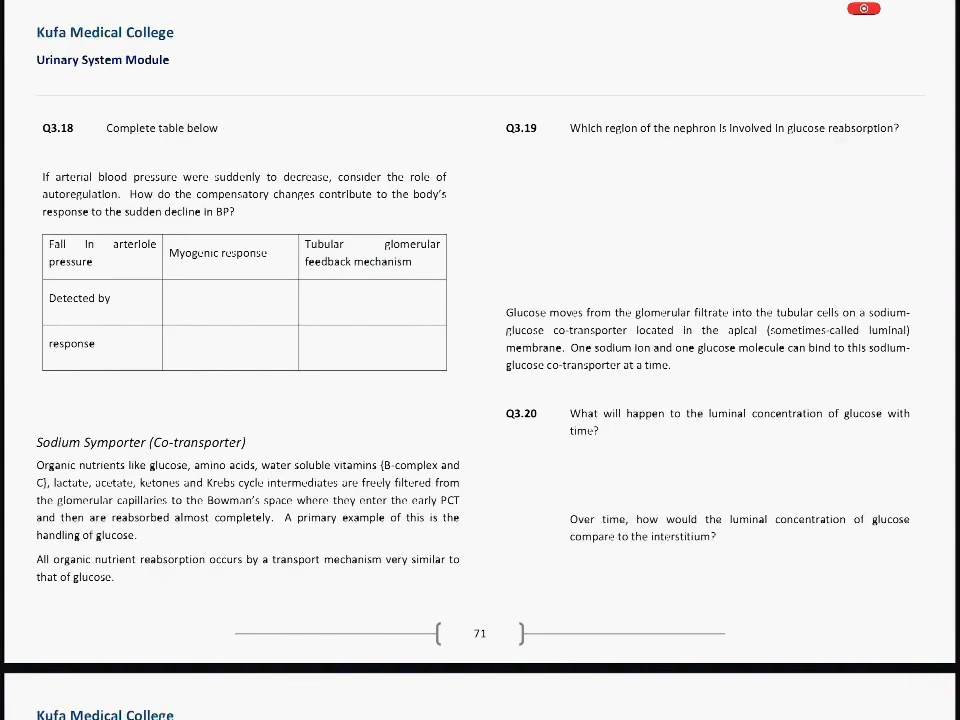 Kufa Medical College
Urinary System Module
Q3.18 Complete table below
If arterial blood pressure were suddenly to decrease, consider the role of
autoregulation. How do the compensatory changes contribute to the body's
response to the sudden decline in BP?
Fall in arteriole
pressure
Myogenic response
Tubular glomerular
feedback mechanism
Detected by
response
Sodium Symporter (Co-transporter)
Organic nutrients like glucose, amino acids, water soluble vitamins {B-complex and
C}, lactate, acetate, ketones and Krebs cycle intermediates are freely filtered from
the glomerular capillaries to the Bowman's space where they enter the early PCT
and then are reabsorbed almost completely. A primary example of this is the
handling of glucose.
All organic nutrient reabsorption occurs by a transport mechanism very similar to
that of glucose.
Q3.19 Which region of the nephron is involved in glucose reabsorption?
Glucose moves from the glomerular filtrate into the tubular cells on a sodium-
glucose co-transporter located in the apical (sometimes-called luminal)
membrane. One sodium ion and one glucose molecule can bind to this sodium-
glucose co-transporter at a time.
Q3.20 What will happen to the luminal concentration of glucose with
time?
Over time, how would the luminal concentration of glucose
compare to the interstitium?
71
Kufa Medical College